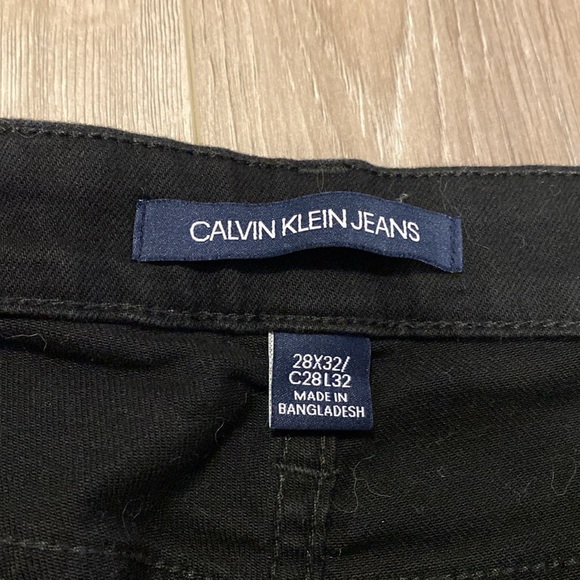 CALVIN KLEIN JEANS
28X32/
C28 L32
MADE IN
BANGLADESH